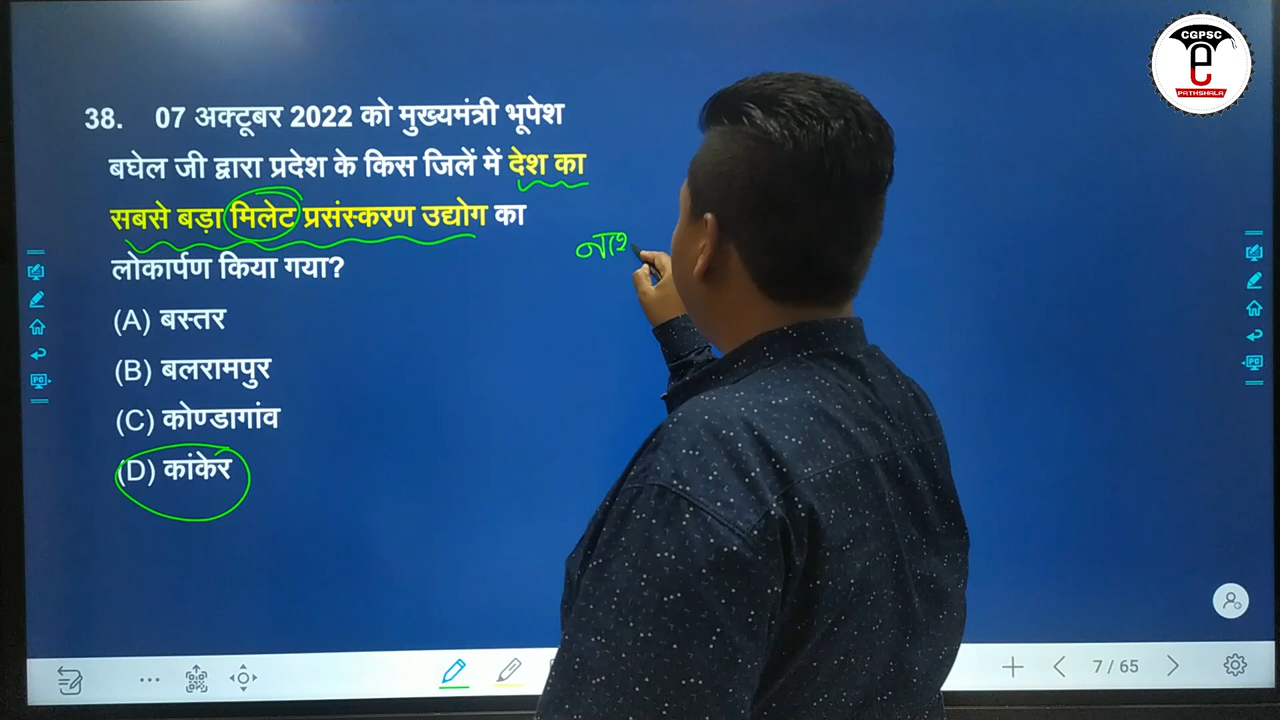 CGPSC
e
PATHSHALA
38. 07 अक्टूबर 2022 को मुख्यमंत्री भूपेश
बघेल जी द्वारा प्रदेश के किस जिलें में देश का
सबसे बड़ा मिलेट प्रसंस्करण उद्योग का
लोकार्पण किया गया?
(A) बस्तर
(B) बलरामपुर
(C) कोण्डागांव
(D) कांकेर
7 / 65